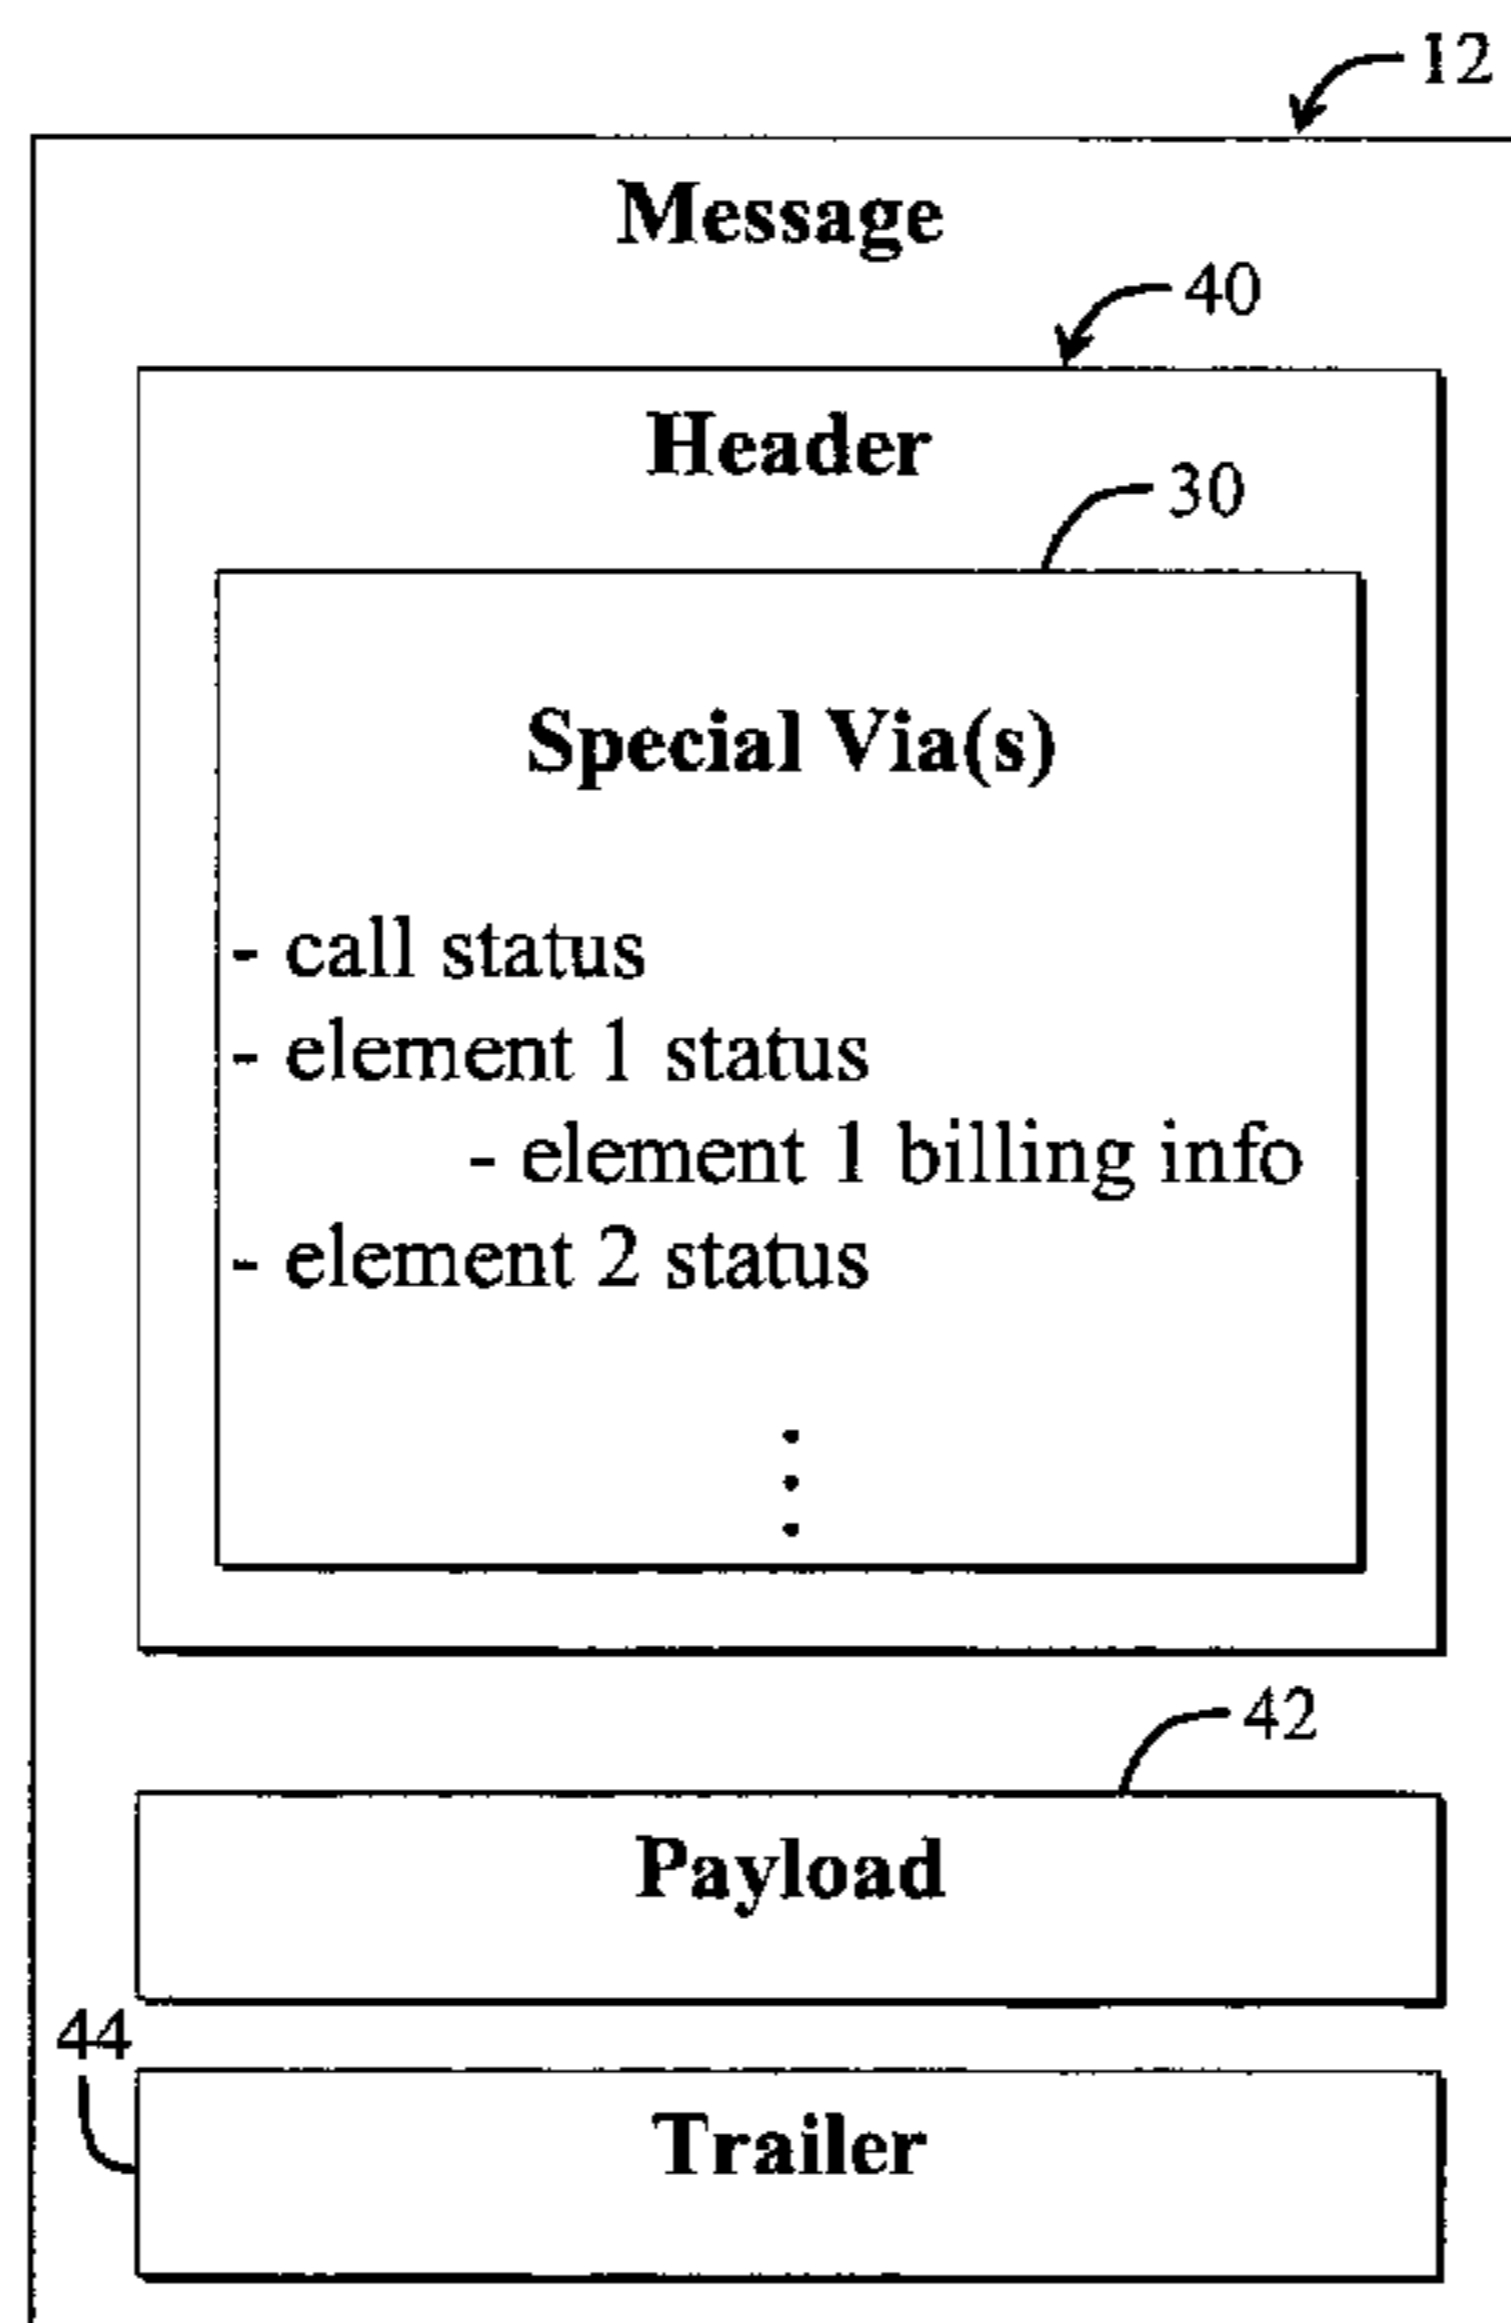 12
Message
40
Header
30
Special Via(s)
- call status
- element 1 status
- element 1 billing info
- element 2 status
42
Payload
44
Trailer